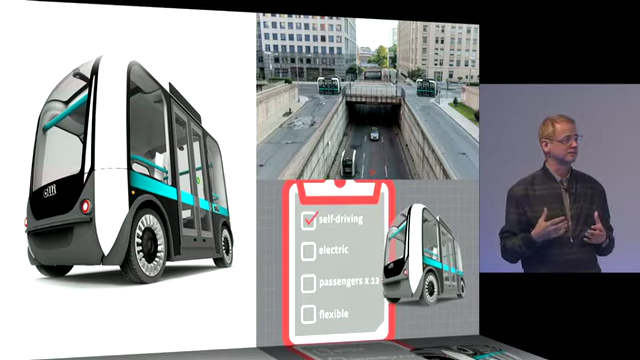 olli
self-driving
electric
passengers x 12
flexible